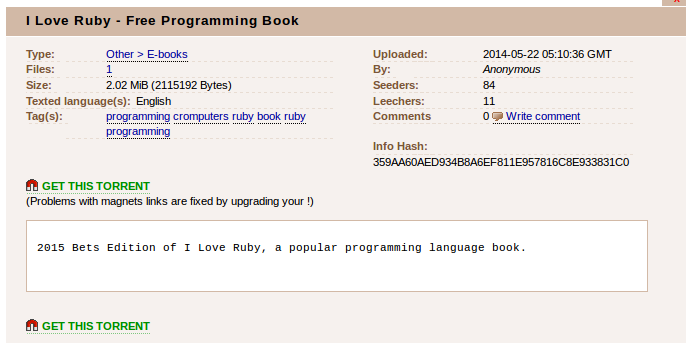 I Love Ruby - Free Programming Book
Type: Other > E-books
Files: 1
Size: 2.02 MiB (2115192 Bytes)
Texted language(s): English
Tag(s): programming cromputers ruby book ruby
programming
Uploaded: 2014-05-22 05:10:36 GMT
By: Anonymous
Seeders: 84
Leechers: 11
Comments 0 Write comment
Info Hash:
359AA60AED934B8A6EF811E957816C8E933831C0
GET THIS TORRENT
(Problems with magnets links are fixed by upgrading your !)
2015 Bets Edition of I Love Ruby, a popular programming language book.
GET THIS TORRENT